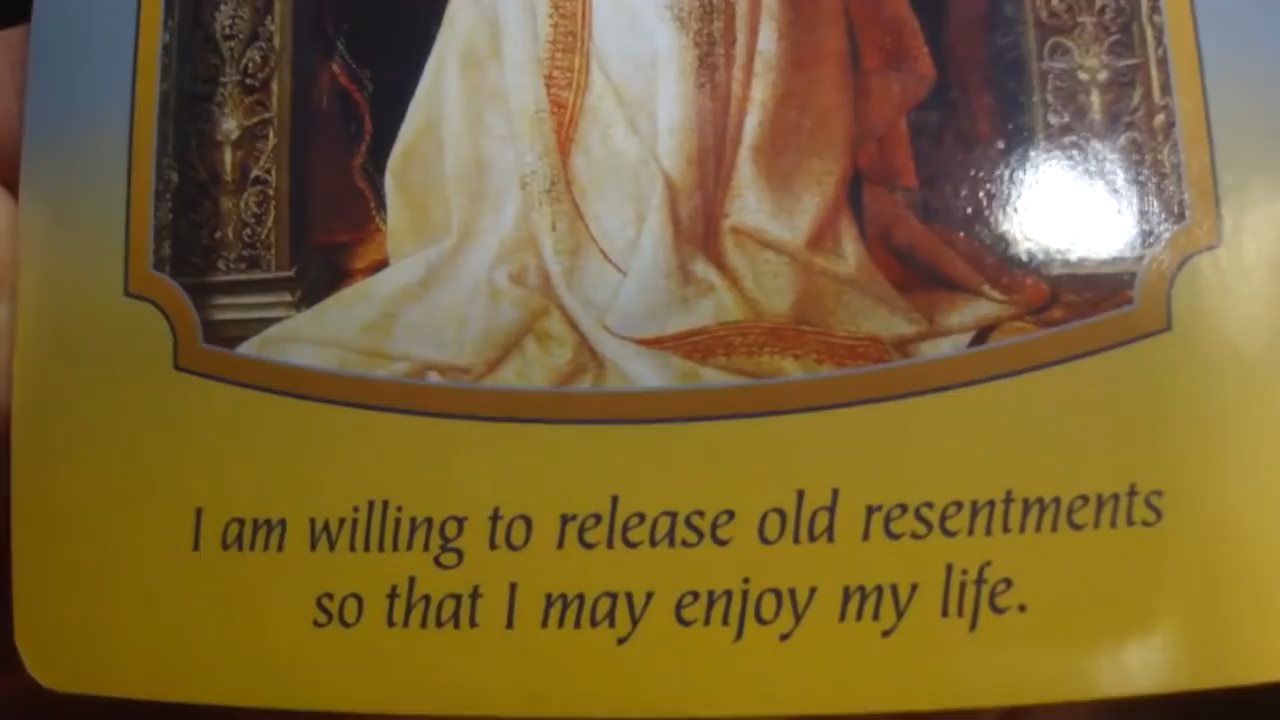 I am willing to release old resentments
so that I may enjoy my life.